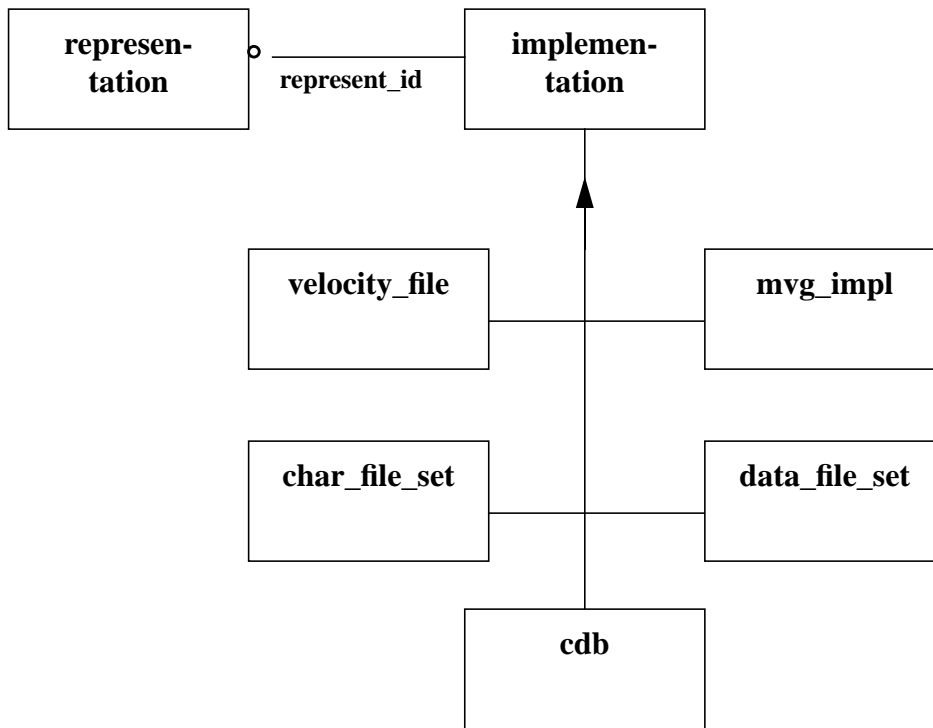 represen-
tation
implemen-
tation
represent_id
velocity_file
mvg_impl
char_file_set
data_file_set
cdb